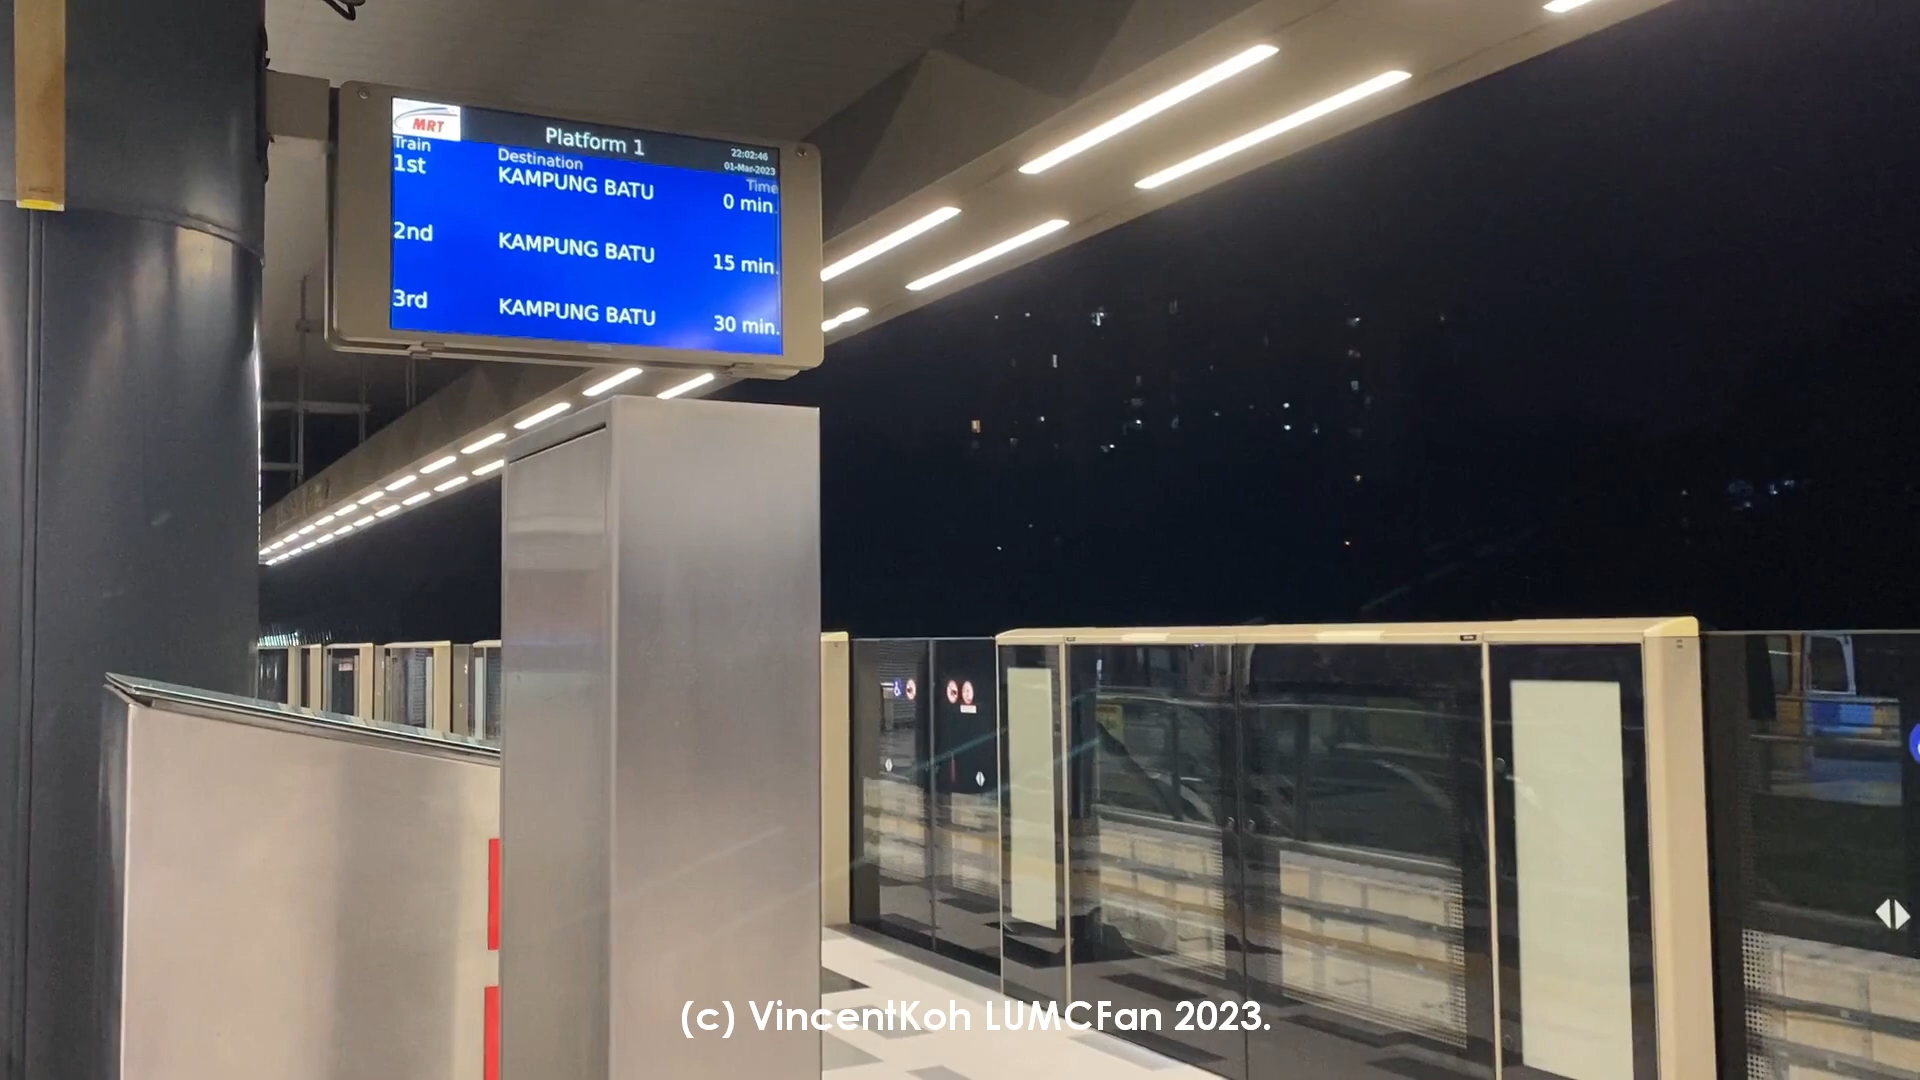 MRT
Platform 1
22:02:46
01-Mar-2023
Train Destination Time
1st KAMPUNG BATU 0 min.
2nd KAMPUNG BATU 15 min.
3rd KAMPUNG BATU 30 min.
(c) VincentKoh LUMCFan 2023.